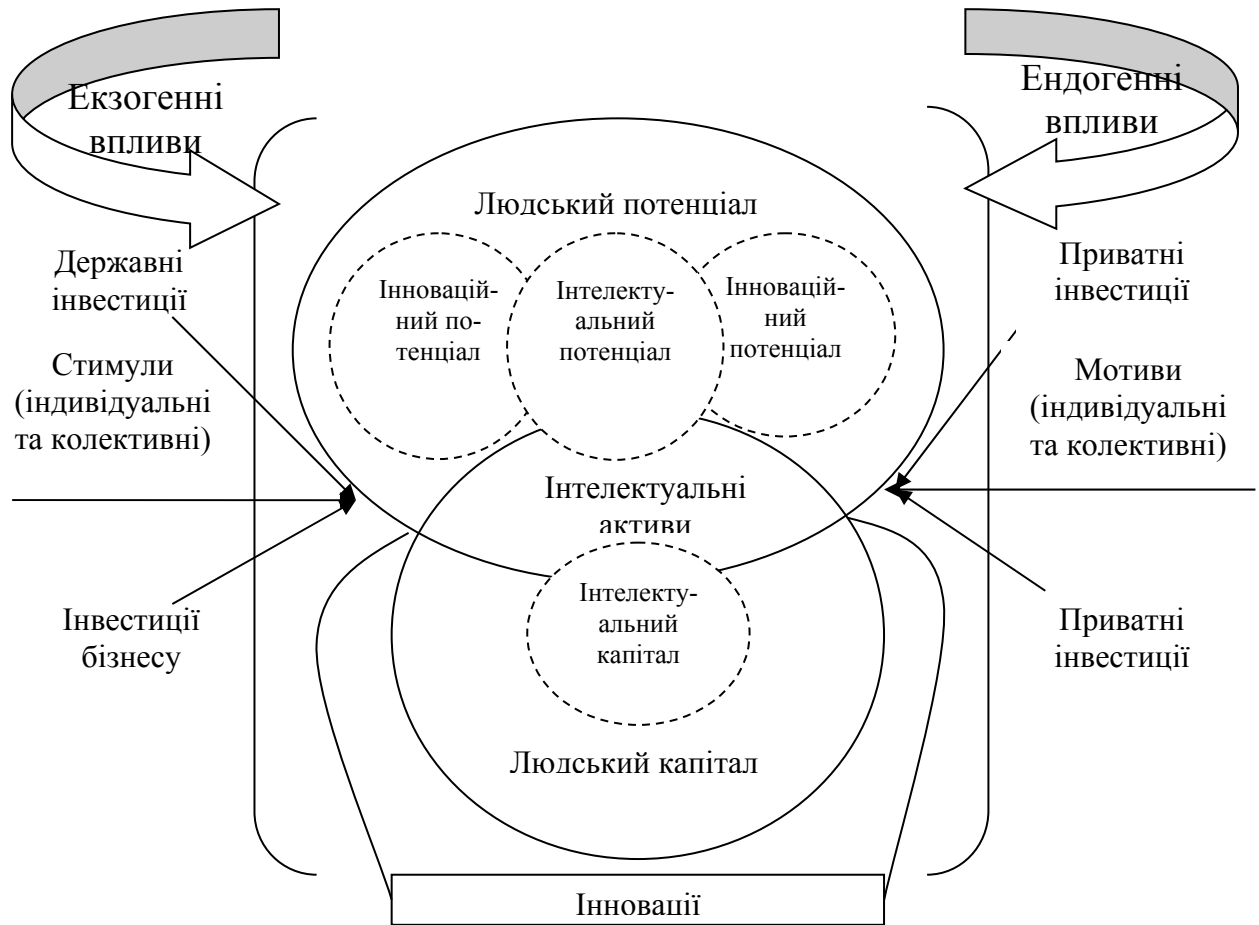 Екзогенні
впливи
Ендогенні
впливи
Людський потенціал
Державні
інвестиції
Приватні
інвестиції
Інновацій-
ний по-
тенціал
Інтелекту-
альний
потенціал
Інновацій-
ний
потенціал
Стимули
(індивідуальні
та колективні)
Мотиви
(індивідуальні
та колективні)
Інтелектуальні
активи
Інтелекту-
альний
капітал
Інвестиції
бізнесу
Приватні
інвестиції
Людський капітал
Інновації